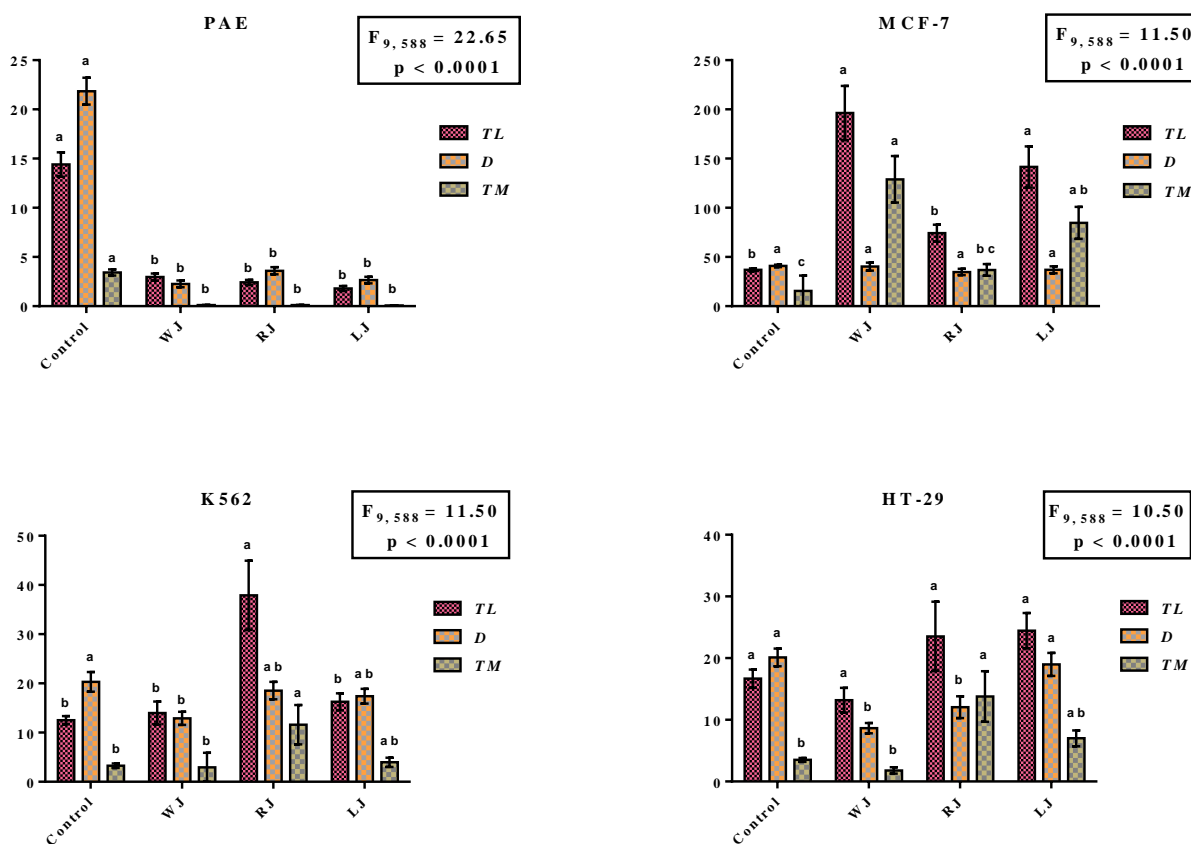 PAE
F9, 588 = 22.65
p < 0.0001
25
20
15
10
5
0
a
a
a
b
b
b
b
b
b
b
b
b
TL
D
TM
Control
WJ
RJ
LJ
MCF-7
F9, 588 = 11.50
p < 0.0001
250
200
150
100
50
0
b
a
c
a
a
a
b
a
b c
a
a
a b
TL
D
TM
Control
WJ
RJ
LJ
K562
F9, 588 = 11.50
p < 0.0001
50
40
30
20
10
0
b
a
b
b
b
b
a
a b
a
b
a b
a b
TL
D
TM
Control
WJ
RJ
LJ
HT-29
F9, 588 = 10.50
p < 0.0001
40
30
20
10
0
a
a
b
a
b
b
a
b
a
a
a
a b
TL
D
TM
Control
WJ
RJ
LJ